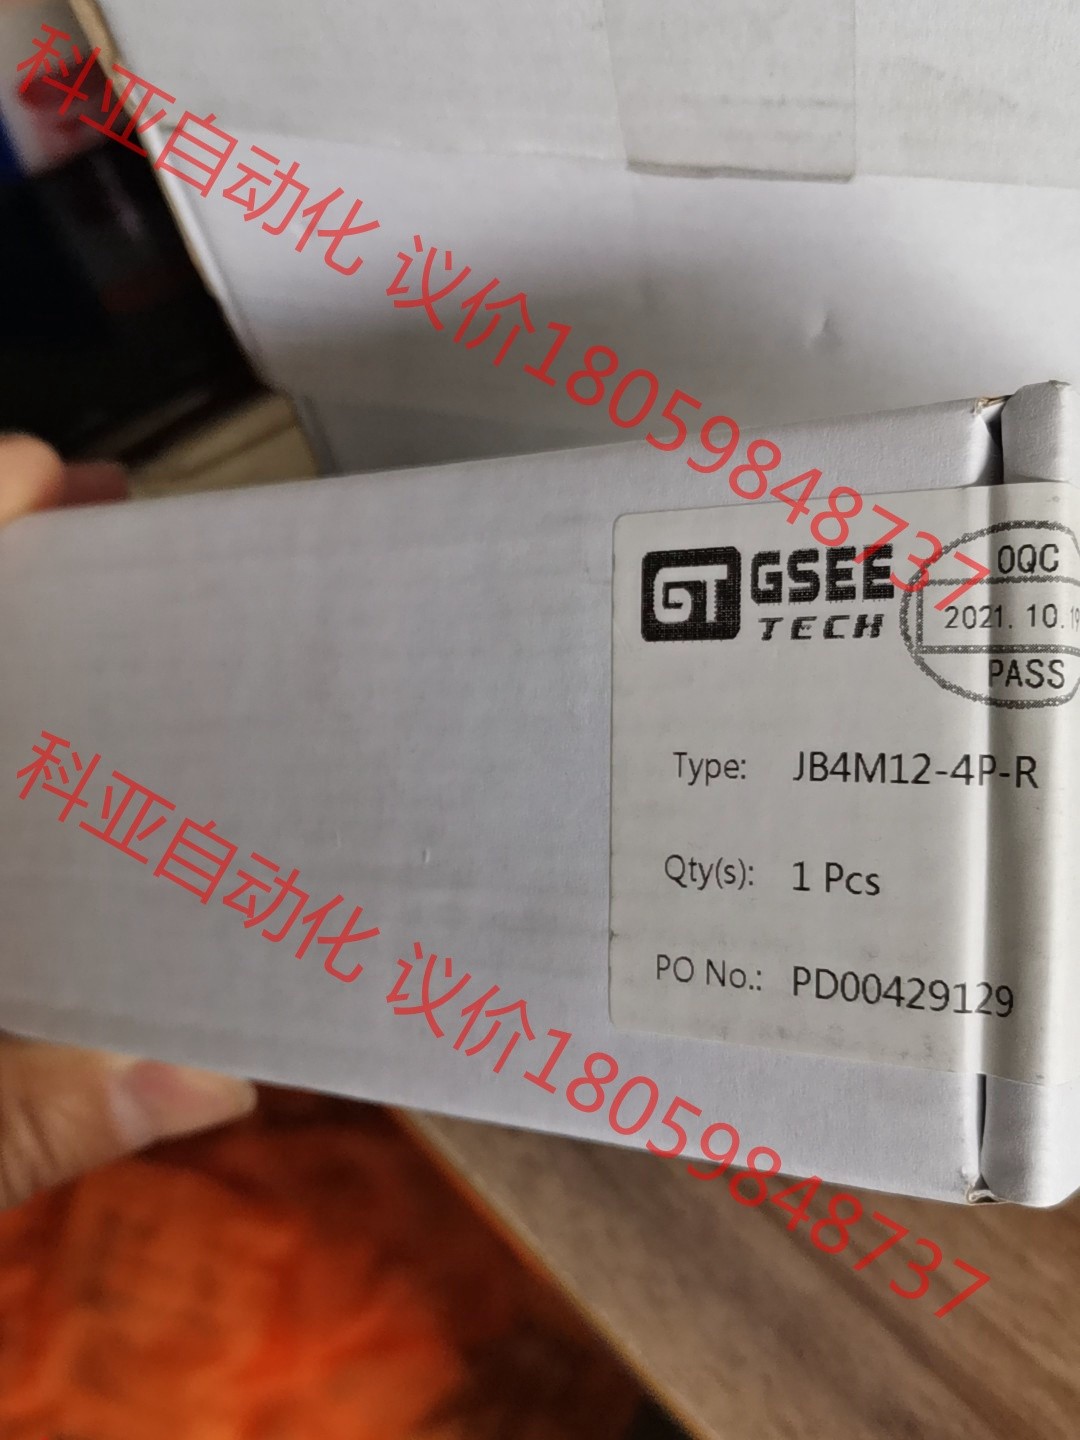 科亚自动化 议价18059848737
GT GSEE
TECH
OQC
2021.10.19
PASS
Type: JB4M12-4P-R
Qty(s): 1 Pcs
PO No.: PD00429129
科亚自动化 议价18059848737